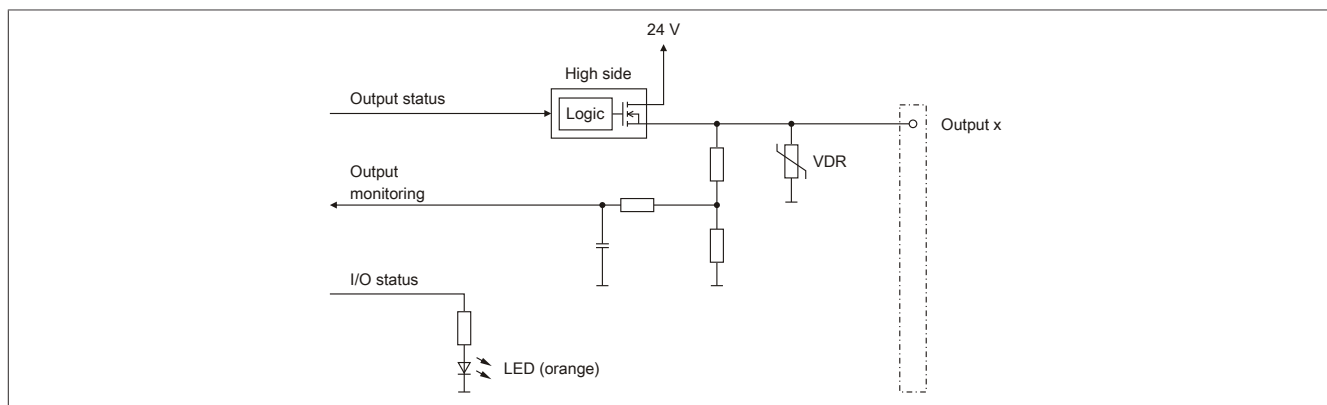 24 V
High side
Output status
Logic
Output x
VDR
Output
monitoring
I/O status
LED (orange)